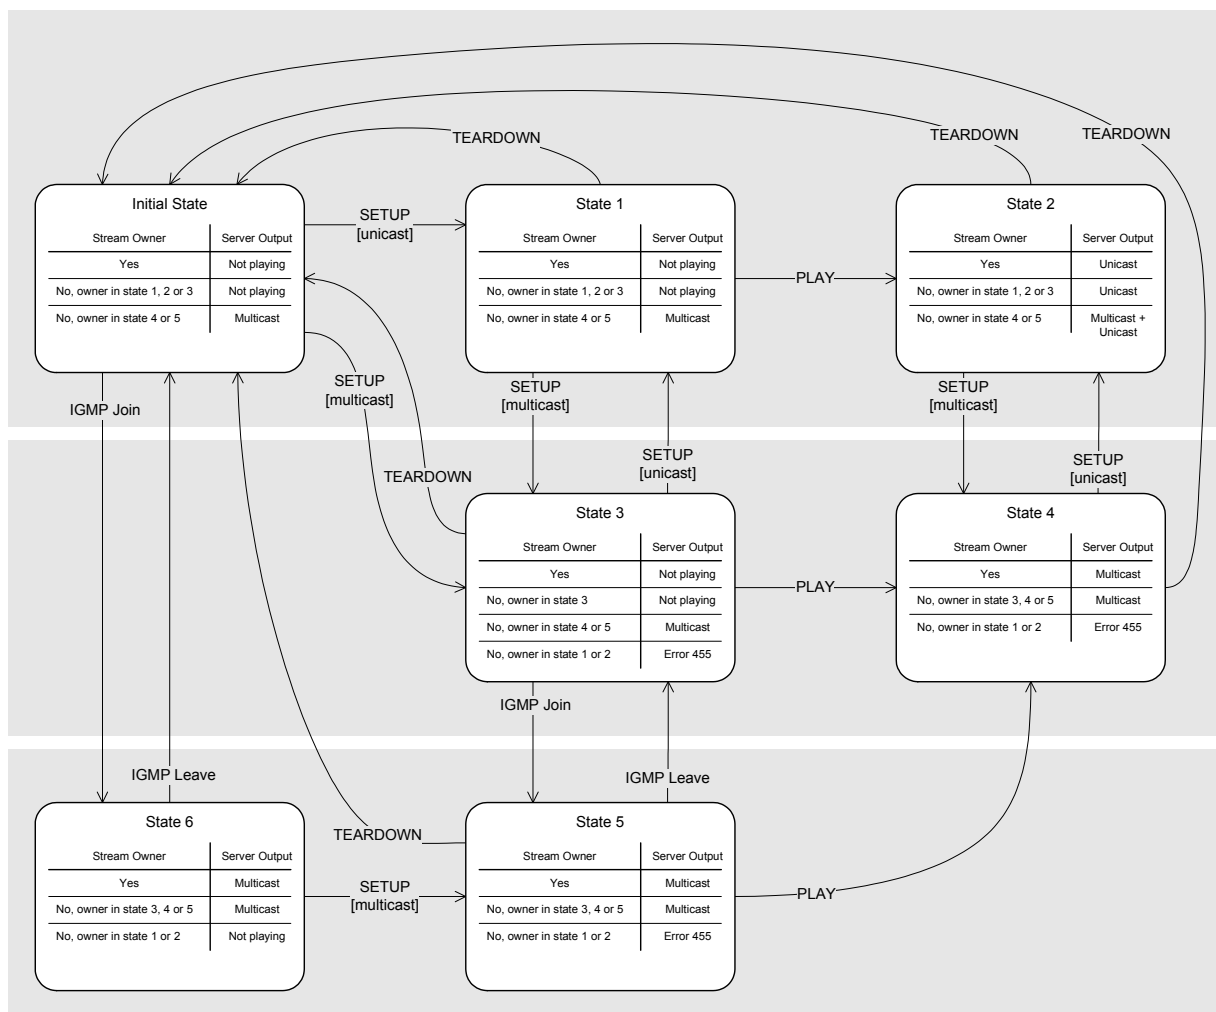 TEARDOWN
TEARDOWN
TEARDOWN
Initial State
Stream Owner Server Output
Yes Not playing
No, owner in state 1, 2 or 3 Not playing
No, owner in state 4 or 5 Multicast
SETUP
[unicast]
State 1
Stream Owner Server Output
Yes Not playing
No, owner in state 1, 2 or 3 Not playing
No, owner in state 4 or 5 Multicast
PLAY
State 2
Stream Owner Server Output
Yes Unicast
No, owner in state 1, 2 or 3 Unicast
No, owner in state 4 or 5 Multicast +
Unicast
IGMP Join
SETUP
[multicast]
SETUP
[multicast]
SETUP
[multicast]
TEARDOWN
SETUP
[unicast]
SETUP
[unicast]
State 3
Stream Owner Server Output
Yes Not playing
No, owner in state 3 Not playing
No, owner in state 4 or 5 Multicast
No, owner in state 1 or 2 Error 455
PLAY
State 4
Stream Owner Server Output
Yes Multicast
No, owner in state 3, 4 or 5 Multicast
No, owner in state 1 or 2 Error 455
IGMP Join
IGMP Leave
IGMP Leave
TEARDOWN
State 6
Stream Owner Server Output
Yes Multicast
No, owner in state 3, 4 or 5 Multicast
No, owner in state 1 or 2 Not playing
SETUP
[multicast]
State 5
Stream Owner Server Output
Yes Multicast
No, owner in state 3, 4 or 5 Multicast
No, owner in state 1 or 2 Error 455
PLAY